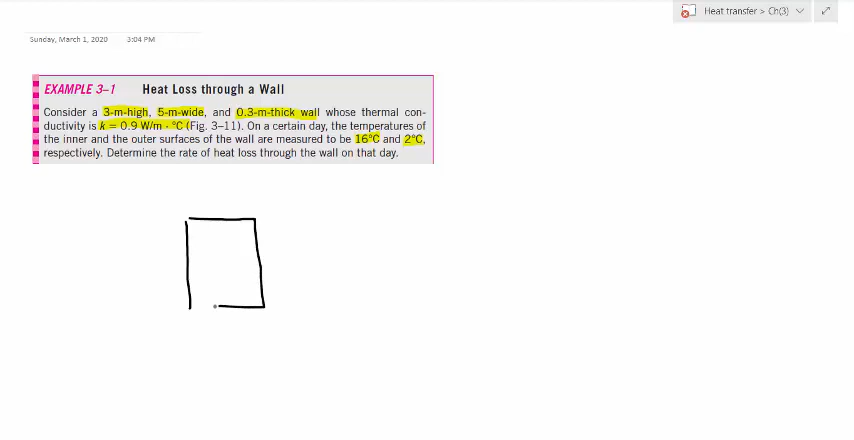 Heat transfer > Ch(3)
Sunday, March 1, 2020 3:04 PM
EXAMPLE 3–1 Heat Loss through a Wall
Consider a 3-m-high, 5-m-wide, and 0.3-m-thick wall whose thermal con-
ductivity is k = 0.9 W/m · °C (Fig. 3–11). On a certain day, the temperatures of
the inner and the outer surfaces of the wall are measured to be 16°C and 2°C,
respectively. Determine the rate of heat loss through the wall on that day.